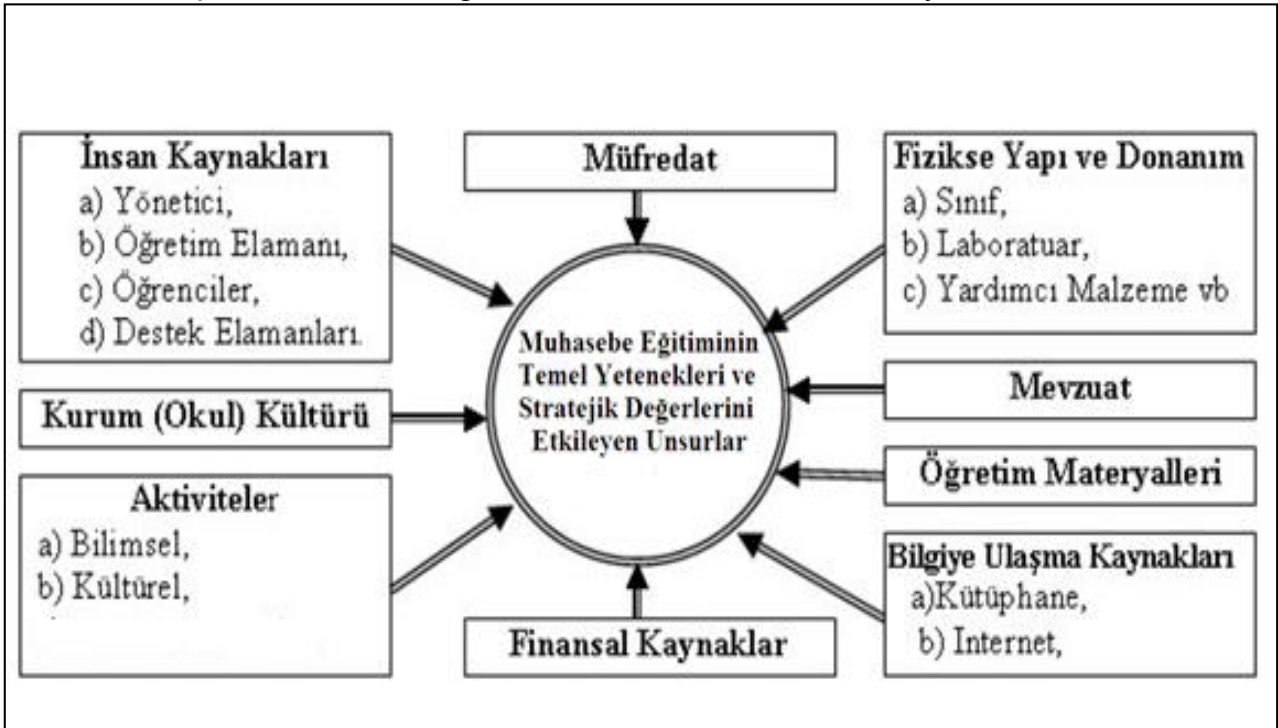 İnsan Kaynakları
a) Yönetici,
b) Öğretim Elamanı,
c) Öğrenciler,
d) Destek Elamanları.
Kurum (Okul) Kültürü
Aktiviteler
a) Bilimsel,
b) Kültürel,
Müfredat
Muhasebe Eğitiminin
Temel Yetenekleri ve
Stratejik Değerlerini
Etkileyen Unsurlar
Finansal Kaynaklar
Fizikse Yapı ve Donanım
a) Sınıf,
b) Laboratuar,
c) Yardımcı Malzeme vb
Mevzuat
Öğretim Materyalleri
Bilgiye Ulaşma Kaynakları
a)Kütüphane,
b) Internet,